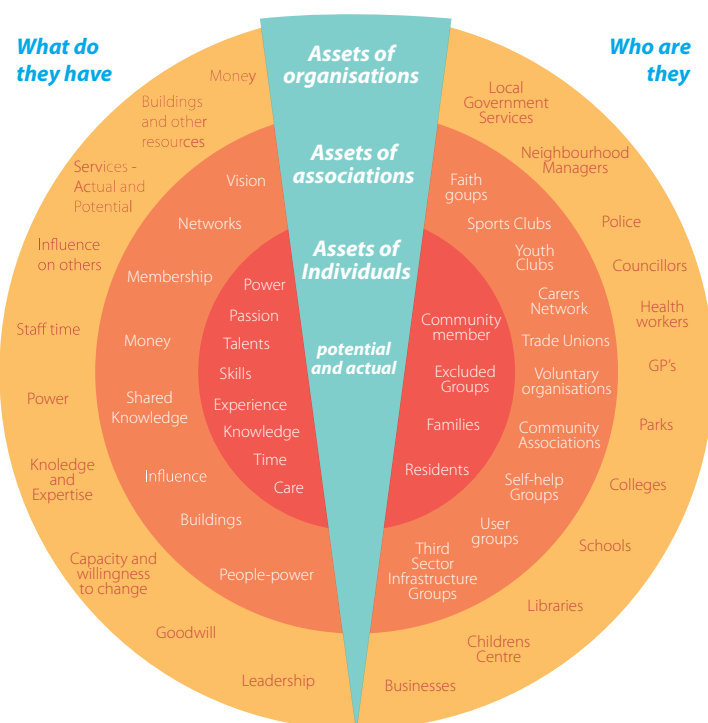 What do
they have
Who are
they
Assets of
organisations
Assets of
associations
Assets of
Individuals
potential
and actual
Money
Buildings
and other
resources
Services -
Actual and
Potential
Influence
on others
Staff time
Power
Knoledge
and
Expertise
Capacity and
willingness
to change
Goodwill
Leadership
Vision
Networks
Membership
Money
Shared
Knowledge
Influence
Buildings
People-power
Power
Passion
Talents
Skills
Experience
Knowledge
Time
Care
Community
member
Excluded
Groups
Families
Residents
Faith
goups
Sports Clubs
Youth
Clubs
Carers
Network
Trade Unions
Voluntary
organisations
Community
Associations
Self-help
Groups
User
groups
Third
Sector
Infrastructure
Groups
Local
Government
Services
Neighbourhood
Managers
Police
Councillors
Health
workers
GP's
Parks
Colleges
Schools
Libraries
Childrens
Centre
Businesses